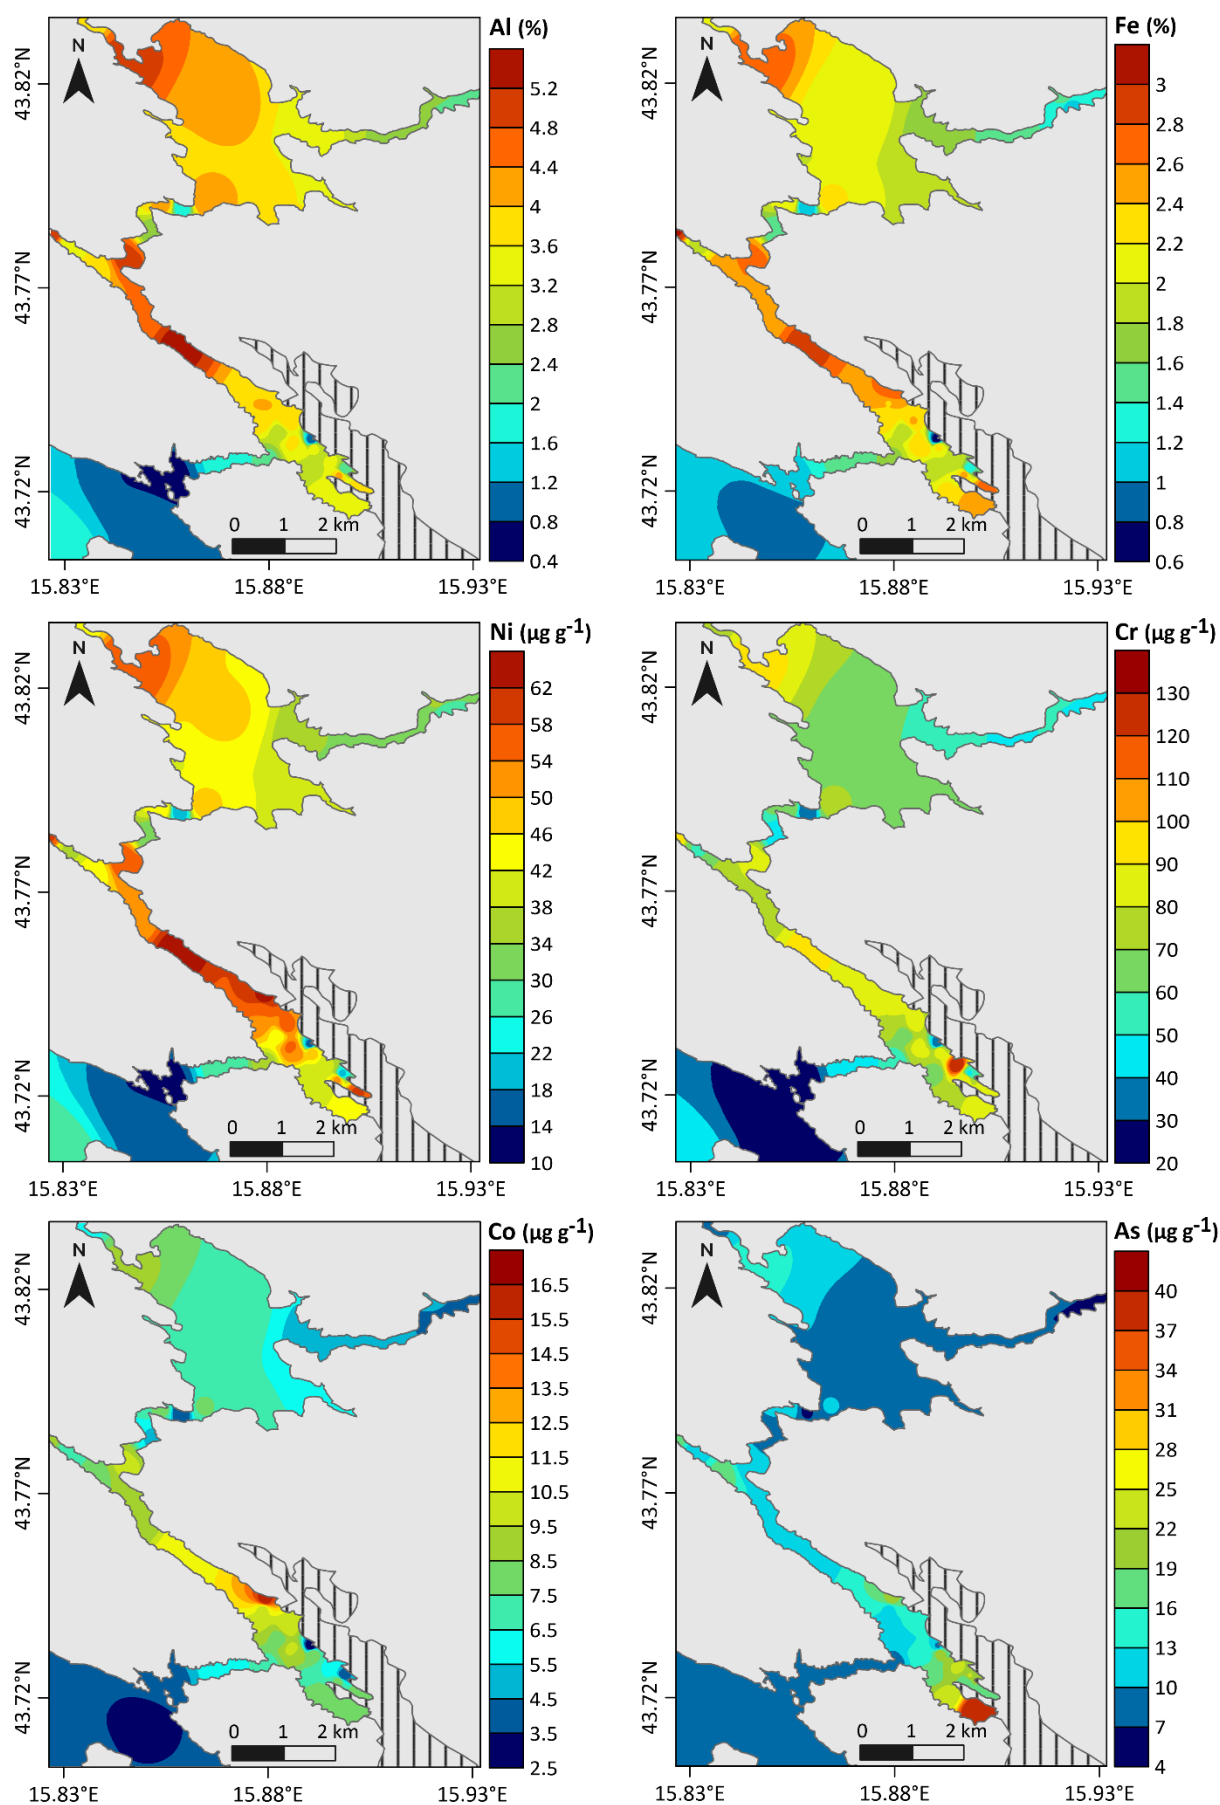 Al (%)
N
43.82°N
43.77°N
43.72°N
5.2
4.8
4.4
4
3.6
3.2
2.8
2.4
2
1.6
1.2
0.8
0.4
0 1 2 km
15.83°E 15.88°E 15.93°E
Fe (%)
N
43.82°N
43.77°N
43.72°N
3
2.8
2.6
2.4
2.2
2
1.8
1.6
1.4
1.2
1
0.8
0.6
0 1 2 km
15.83°E 15.88°E 15.93°E
Ni (µg g-1)
N
43.82°N
43.77°N
43.72°N
62
58
54
50
46
42
38
34
30
26
22
18
14
10
0 1 2 km
15.83°E 15.88°E 15.93°E
Cr (µg g-1)
N
43.82°N
43.77°N
43.72°N
130
120
110
100
90
80
70
60
50
40
30
20
0 1 2 km
15.83°E 15.88°E 15.93°E
Co (µg g-1)
N
43.82°N
43.77°N
43.72°N
16.5
15.5
14.5
13.5
12.5
11.5
10.5
9.5
8.5
7.5
6.5
5.5
4.5
3.5
2.5
0 1 2 km
15.83°E 15.88°E 15.93°E
As (µg g-1)
N
43.82°N
43.77°N
43.72°N
40
37
34
31
28
25
22
19
16
13
10
7
4
0 1 2 km
15.83°E 15.88°E 15.93°E